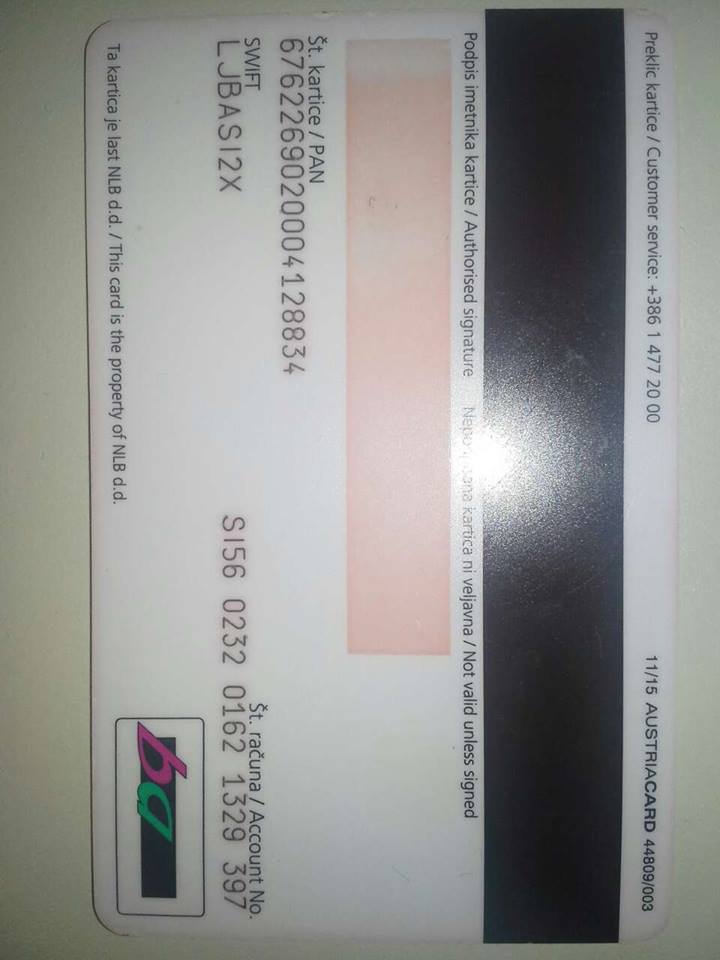 Preklic kartice / Customer service: +386 1 477 20 00
11/15 AUSTRIACARD 44809/003
Podpis imetnika kartice / Authorised signature
kartica ni veljavna / Not valid unless signed
Št. kartice / PAN
6762269020004128834
SWIFT
LJBASI2X
Št. računa / Account No.
SI56 0232 0162 1329 397
Ta kartica je last NLB d.d. / This card is the property of NLB d.d.
ba